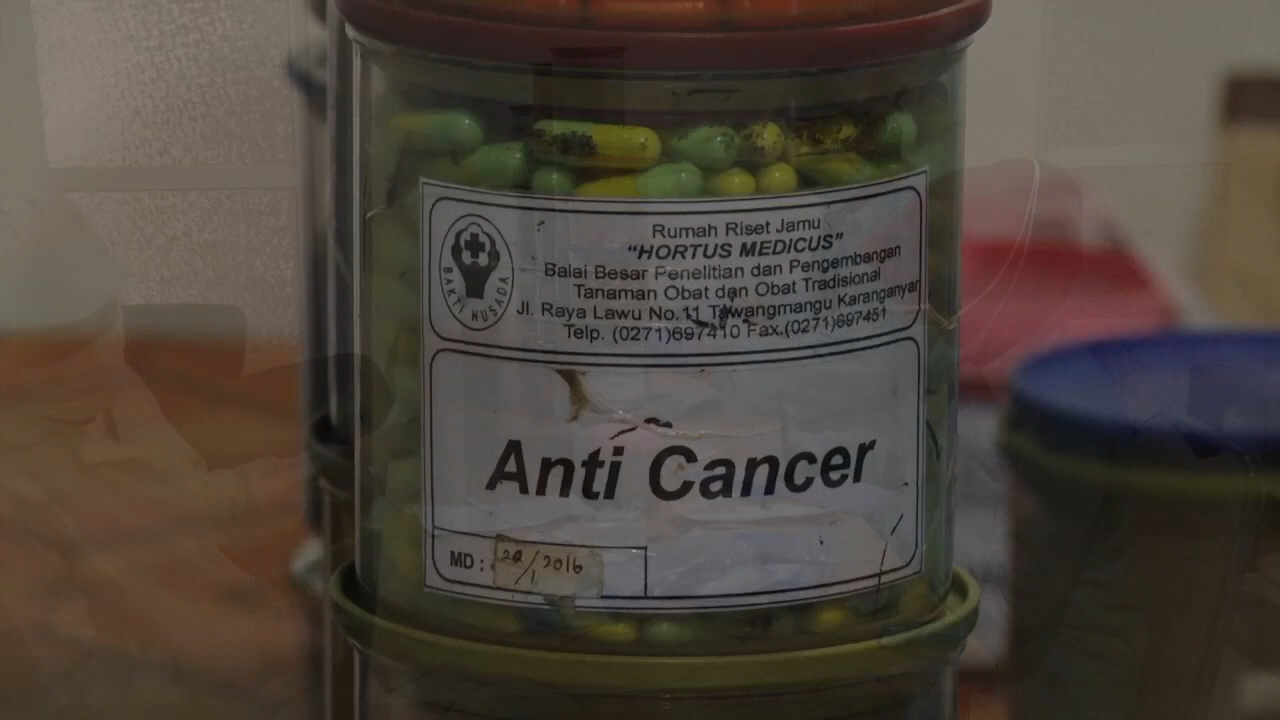 BAKTI HUSADA
Rumah Riset Jamu
"HORTUS MEDICUS"
Balai Besar Penelitian dan Pengembangan
Tanaman Obat dan Obat Tradisional
Jl. Raya Lawu No.11 Tawangmangu Karanganyar
Telp. (0271)697410 Fax.(0271)697451
Anti Cancer
MD : 20/1 2016